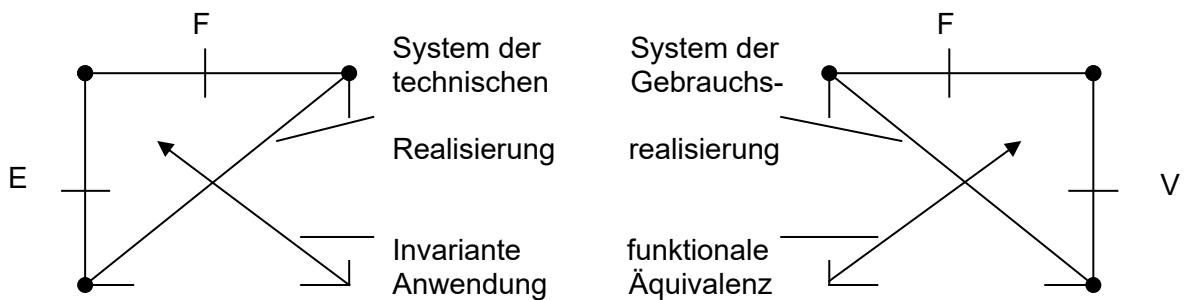 F
F
System der
technischen
System der
Gebrauchs-
Realisierung
realisierung
E
V
Invariante
Anwendung
funktionale
Äquivalenz